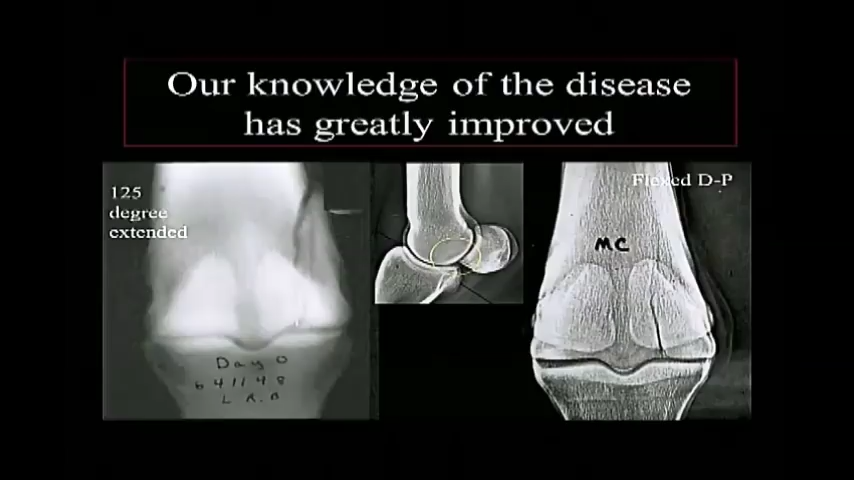 Our knowledge of the disease
has greatly improved
125
degree
extended
Flexed D-P
MC
Day 0
641148
L R.B